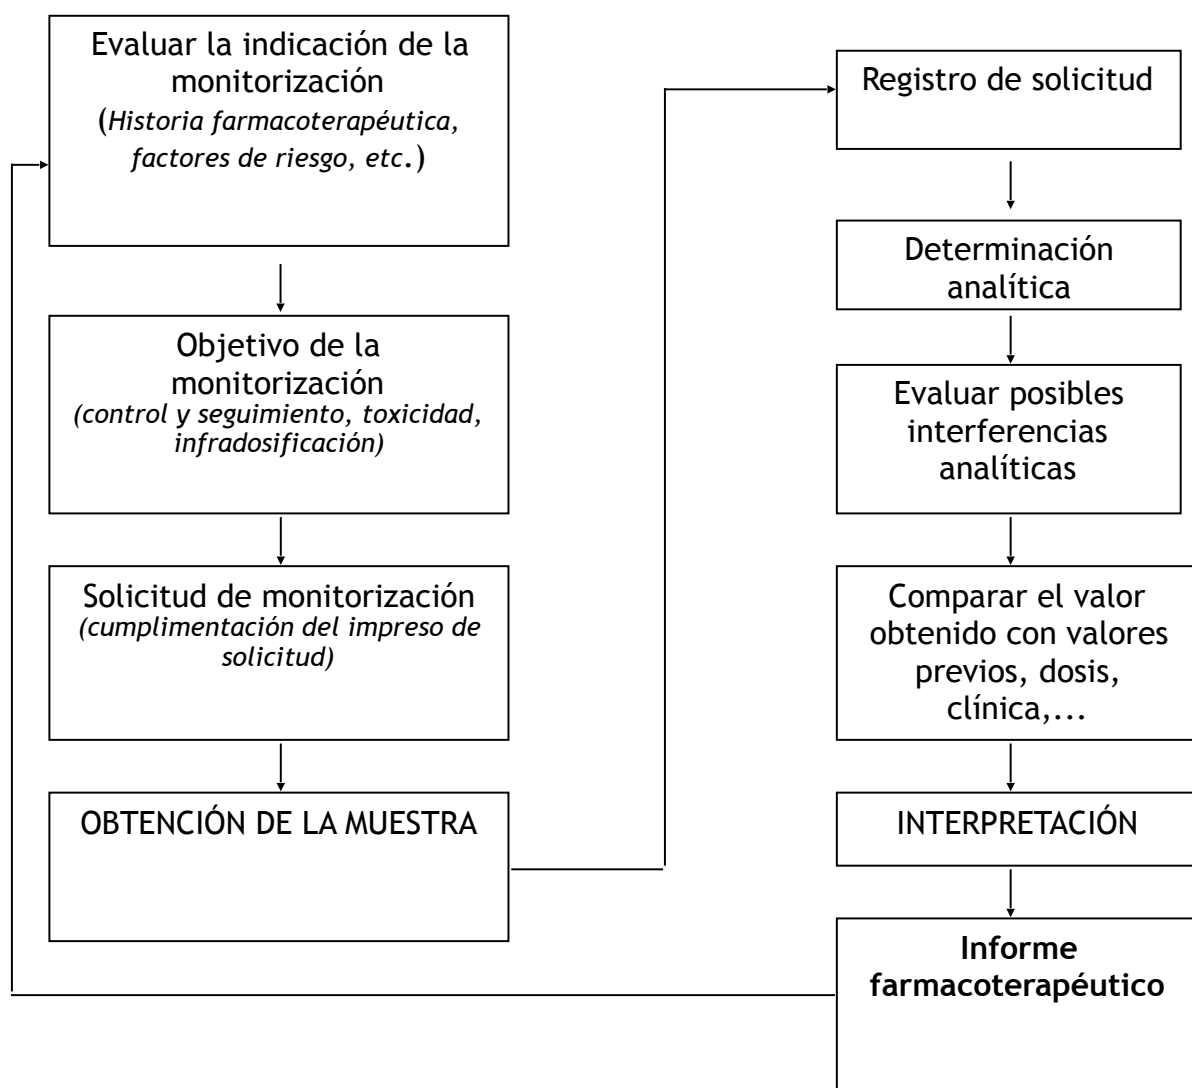 Evaluar la indicación de la
monitorización
(Historia farmacoterapéutica,
factores de riesgo, etc.)
Objetivo de la
monitorización
(control y seguimiento, toxicidad,
infradosificación)
Solicitud de monitorización
(cumplimentación del impreso de
solicitud)
OBTENCIÓN DE LA MUESTRA
Registro de solicitud
Determinación
analítica
Evaluar posibles
interferencias
analíticas
Comparar el valor
obtenido con valores
previos, dosis,
clínica,...
INTERPRETACIÓN
Informe
farmacoterapéutico